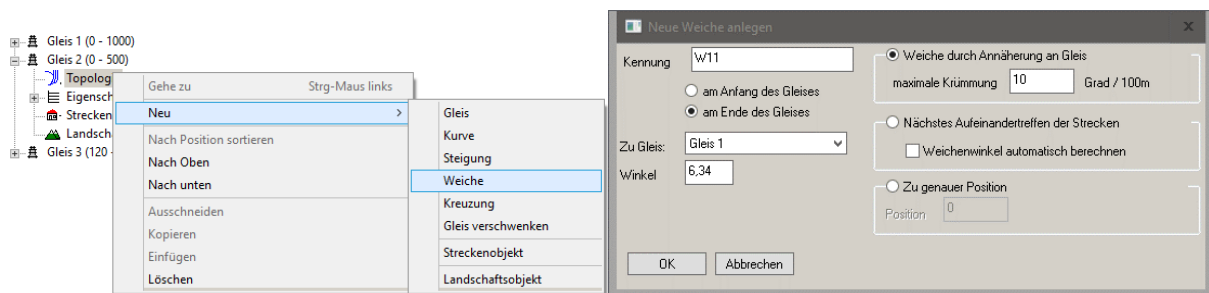 Gleis 1 (0 - 1000)
Gleis 2 (0 - 500)
Topolog
Eigensch
Strecken
Landsch
Gleis 3 (120 -
Gehe zu Strg-Maus links
Neu >
Nach Position sortieren
Nach Oben
Nach unten
Ausschneiden
Kopieren
Einfügen
Löschen
Gleis
Kurve
Steigung
Weiche
Kreuzung
Gleis verschwenken
Streckenobjekt
Landschaftsobjekt
Neue Weiche anlegen x
Kennung W11
am Anfang des Gleises
am Ende des Gleises
Zu Gleis: Gleis 1
Winkel 6,34
OK Abbrechen
Weiche durch Annäherung an Gleis
maximale Krümmung 10 Grad / 100m
Nächstes Aufeinandertreffen der Strecken
Weichenwinkel automatisch berechnen
Zu genauer Position
Position 0